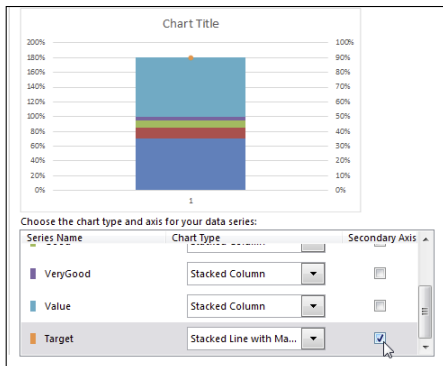 Chart Title
200% 100%
180% 90%
160% 80%
140% 70%
120% 60%
100% 50%
80% 40%
60% 30%
40% 20%
20% 10%
0% 0%
1
Choose the chart type and axis for your data series:
Series Name Chart Type Secondary Axis
VeryGood Stacked Column
Value Stacked Column
Target Stacked Line with Ma...